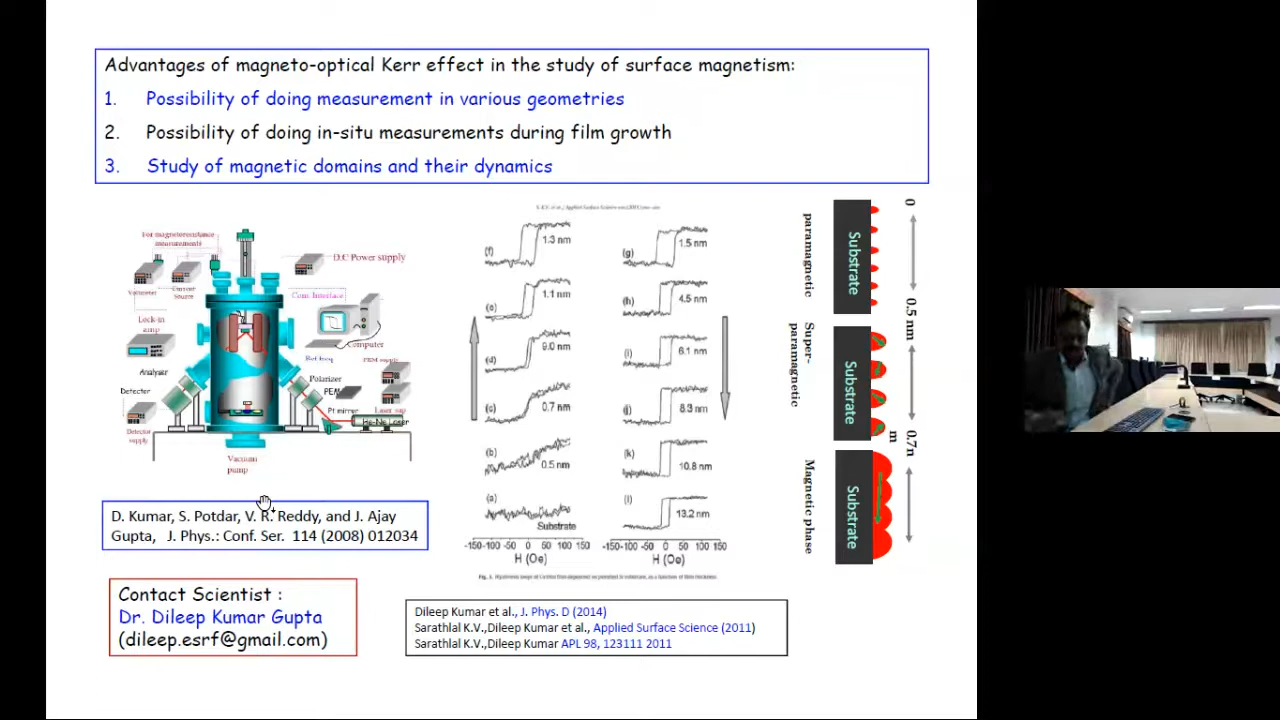 Advantages of magneto-optical Kerr effect in the study of surface magnetism:
1. Possibility of doing measurement in various geometries
2. Possibility of doing in-situ measurements during film growth
3. Study of magnetic domains and their dynamics
For magnetoresistance
measurements
D.C Power supply
Source
Com. Interface
Lock-in
amp
Computer
Analyser
Polarizer
PEM
Detector
Pt mirror
He-Ne Laser
Detector
supply
Vacuum
pump
(f)
1.3 nm
(e)
1.1 nm
(d)
9.0 nm
(c)
0.7 nm
(b)
0.5 nm
(a)
Substrate
-150 -100 -50 0 50 100 150
H (Oe)
(g)
1.5 nm
(h)
4.5 nm
(i)
6.1 nm
(j)
8.3 nm
(k)
10.8 nm
(l)
13.2 nm
-150 -100 -50 0 50 100 150
H (Oe)
paramagnetic
Substrate
0
0.5 nm
Super-
paramagnetic
Substrate
0.7n
m
Magnetic phase
Substrate
D. Kumar, S. Potdar, V. R. Reddy, and J. Ajay
Gupta, J. Phys.: Conf. Ser. 114 (2008) 012034
Contact Scientist :
Dr. Dileep Kumar Gupta
(dileep.esrf@gmail.com)
Dileep Kumar et al., J. Phys. D (2014)
Sarathlal K.V.,Dileep Kumar et al., Applied Surface Science (2011)
Sarathlal K.V.,Dileep Kumar APL 98, 123111 2011